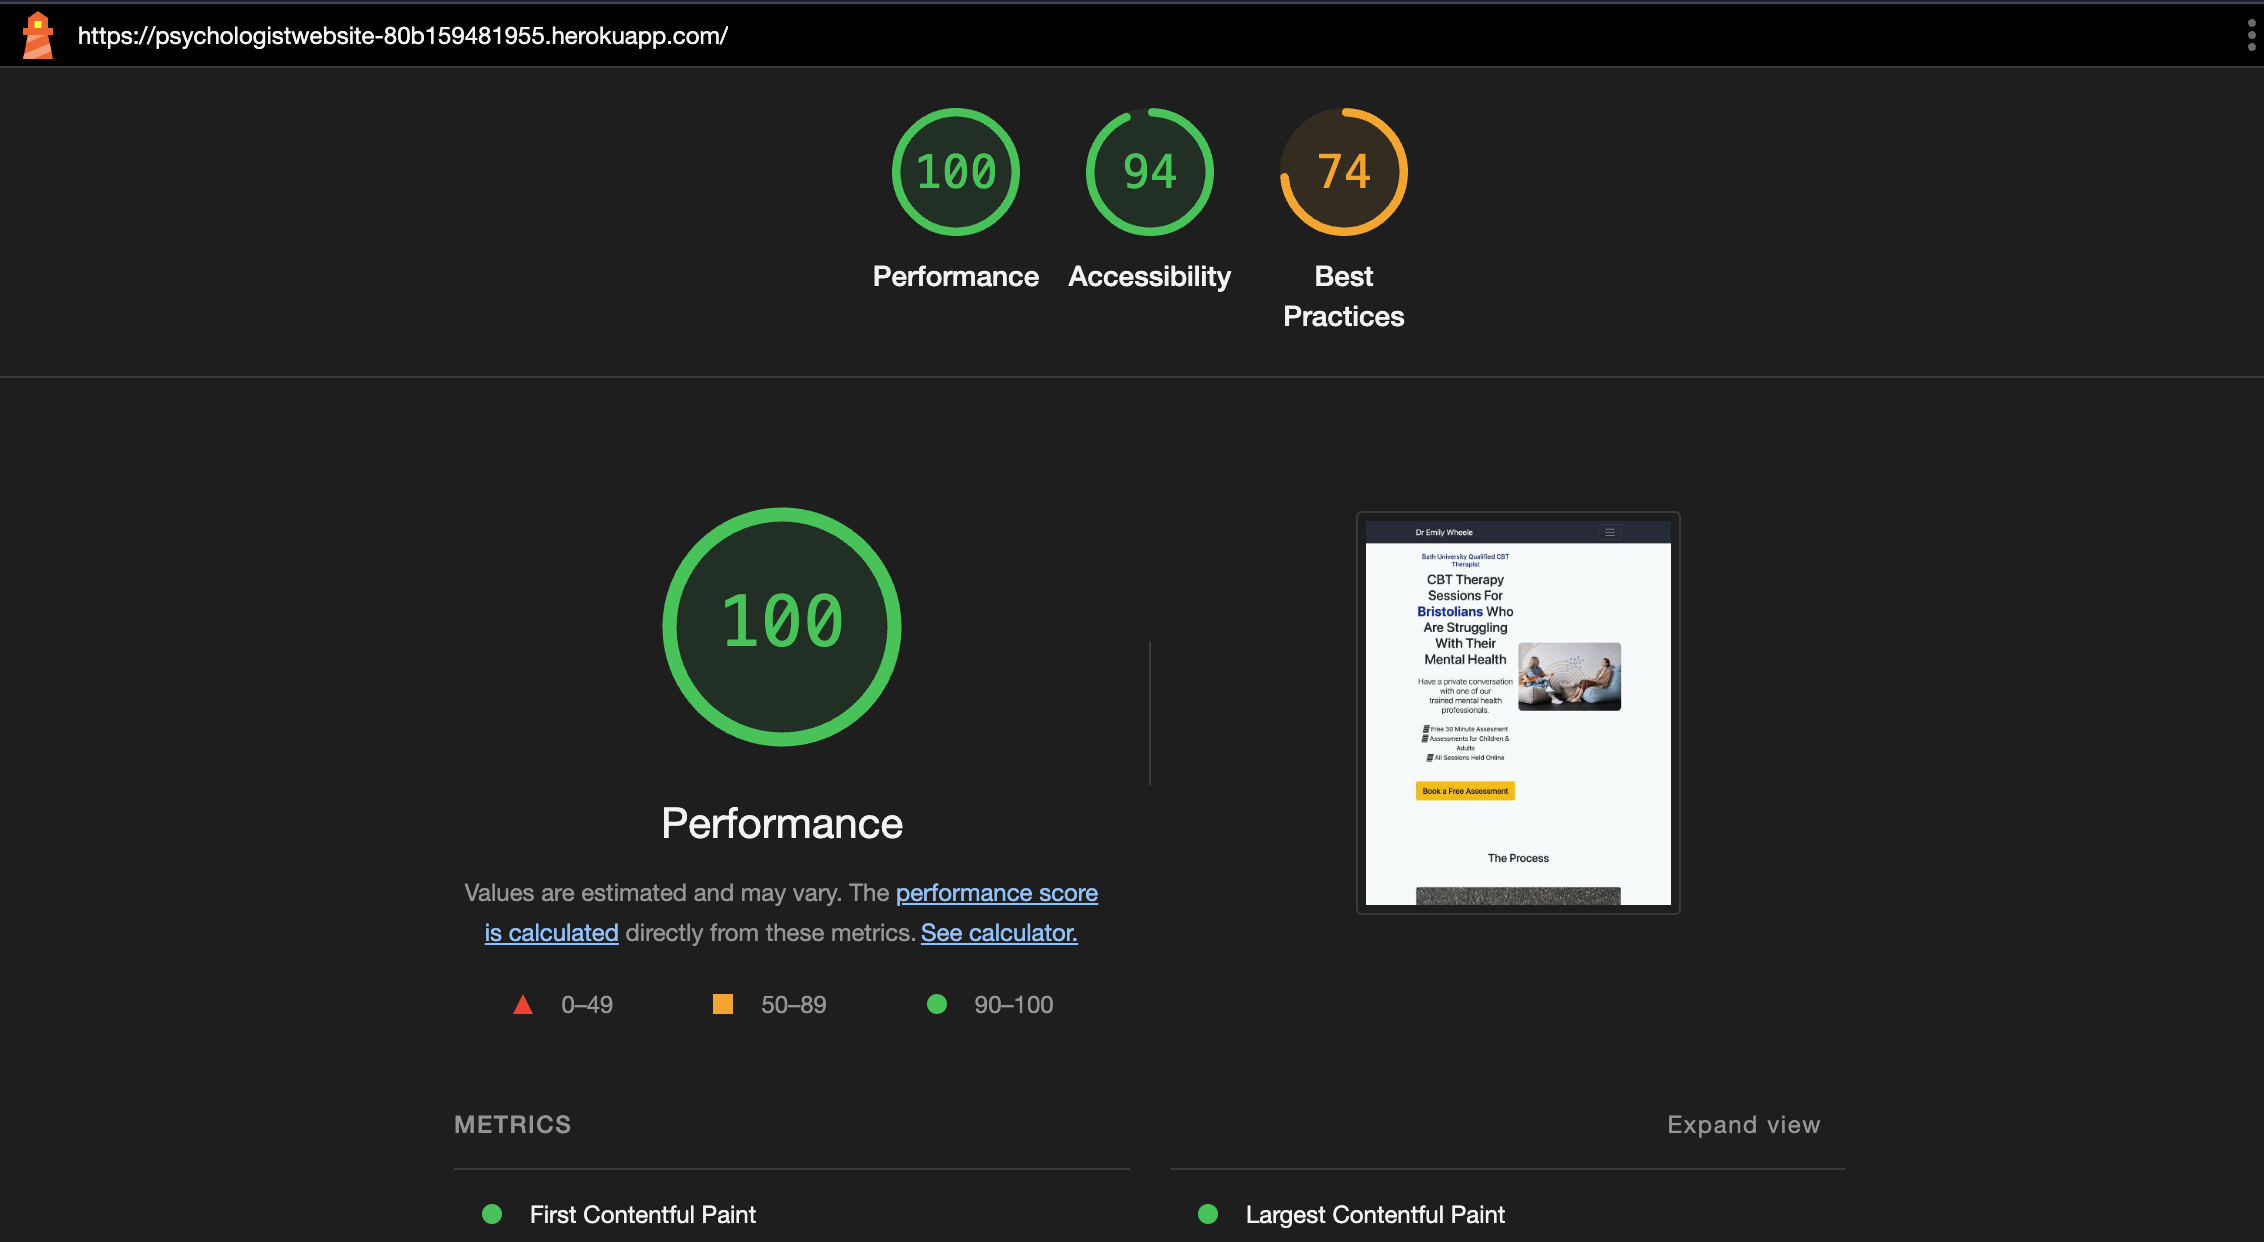 https://psychologistwebsite-80b159481955.herokuapp.com/
100
94
74
Performance
Accessibility
Best
Practices
100
Performance
Values are estimated and may vary. The performance score
is calculated directly from these metrics. See calculator.
0–49
50–89
90–100
Dr Emily Wheele
Bath University Qualified CBT
Therapist
CBT Therapy
Sessions For
Bristolians Who
Are Struggling
With Their
Mental Health
Have a private conversation
with one of our
trained mental health
professionals.
Free 30 Minute Assesment
Assessments for Children &
Adults
All Sessions Held Online
Book a Free Assessment
The Process
METRICS
Expand view
First Contentful Paint
Largest Contentful Paint